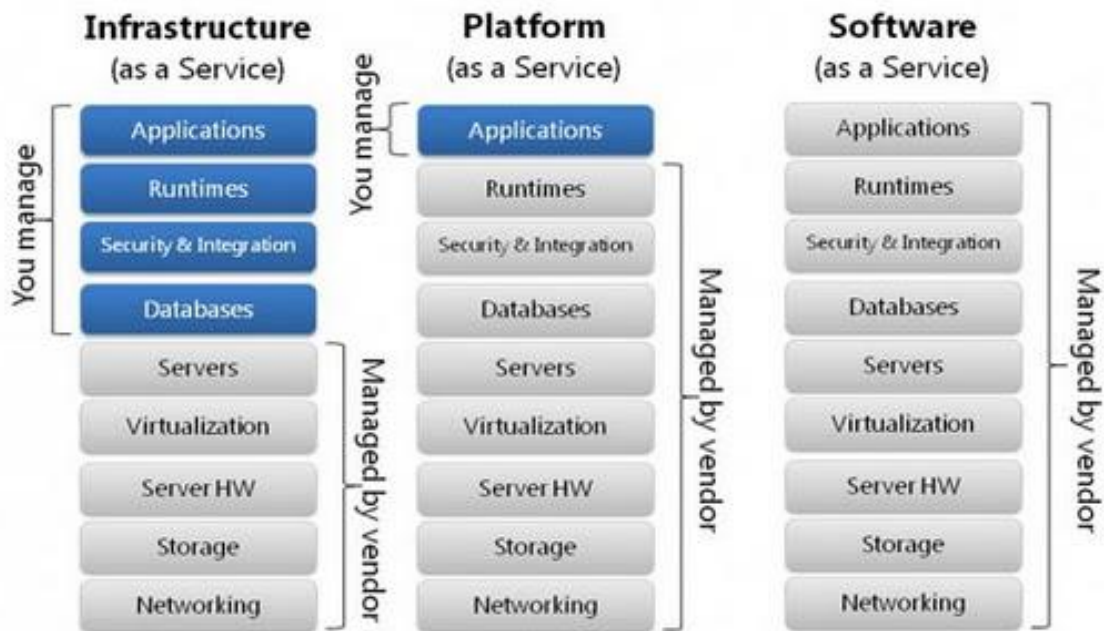 Infrastructure
(as a Service)
You manage
Applications
Runtimes
Security & Integration
Databases
Servers
Virtualization
Server HW
Storage
Networking
Managed by vendor
Platform
(as a Service)
You manage
Applications
Runtimes
Security & Integration
Databases
Servers
Virtualization
Server HW
Storage
Networking
Managed by vendor
Software
(as a Service)
Applications
Runtimes
Security & Integration
Databases
Servers
Virtualization
Server HW
Storage
Networking
Managed by vendor